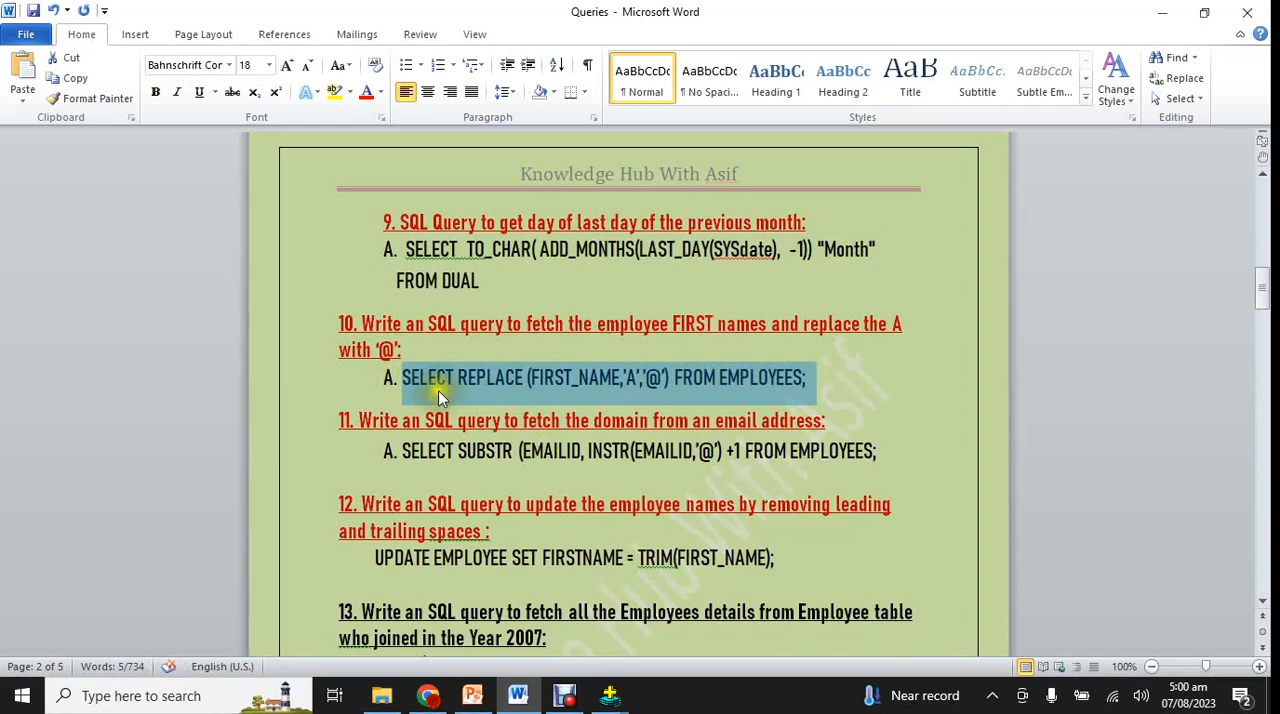 Queries - Microsoft Word
File Home Insert Page Layout References Mailings Review View
Cut
Copy
Format Painter
Paste
Bahnschrift Cor 18
AaBbCcDc AaBbCcDc AaBbC AaBbCc AaB AaBbCc. AaBbCcDc
¶ Normal ¶ No Spaci... Heading 1 Heading 2 Title Subtitle Subtle Em...
Change Styles
Find
Replace
Select
Clipboard Font Paragraph Styles Editing
Knowledge Hub With Asif
9. SQL Query to get day of last day of the previous month:
A. SELECT TO_CHAR( ADD_MONTHS(LAST_DAY(SYSdate), -1)) "Month"
FROM DUAL
10. Write an SQL query to fetch the employee FIRST names and replace the A
with ‘@’:
A. SELECT REPLACE (FIRST_NAME,’A’,’@’) FROM EMPLOYEES;
11. Write an SQL query to fetch the domain from an email address:
A. SELECT SUBSTR (EMAILID, INSTR(EMAILID,’@’) +1 FROM EMPLOYEES;
12. Write an SQL query to update the employee names by removing leading
and trailing spaces :
UPDATE EMPLOYEE SET FIRSTNAME = TRIM(FIRST_NAME);
13. Write an SQL query to fetch all the Employees details from Employee table
who joined in the Year 2007:
Hub With Asif
Page: 2 of 5 Words: 5/734 English (U.S.) 100%
Type here to search
Near record
5:00 am
07/08/2023
2